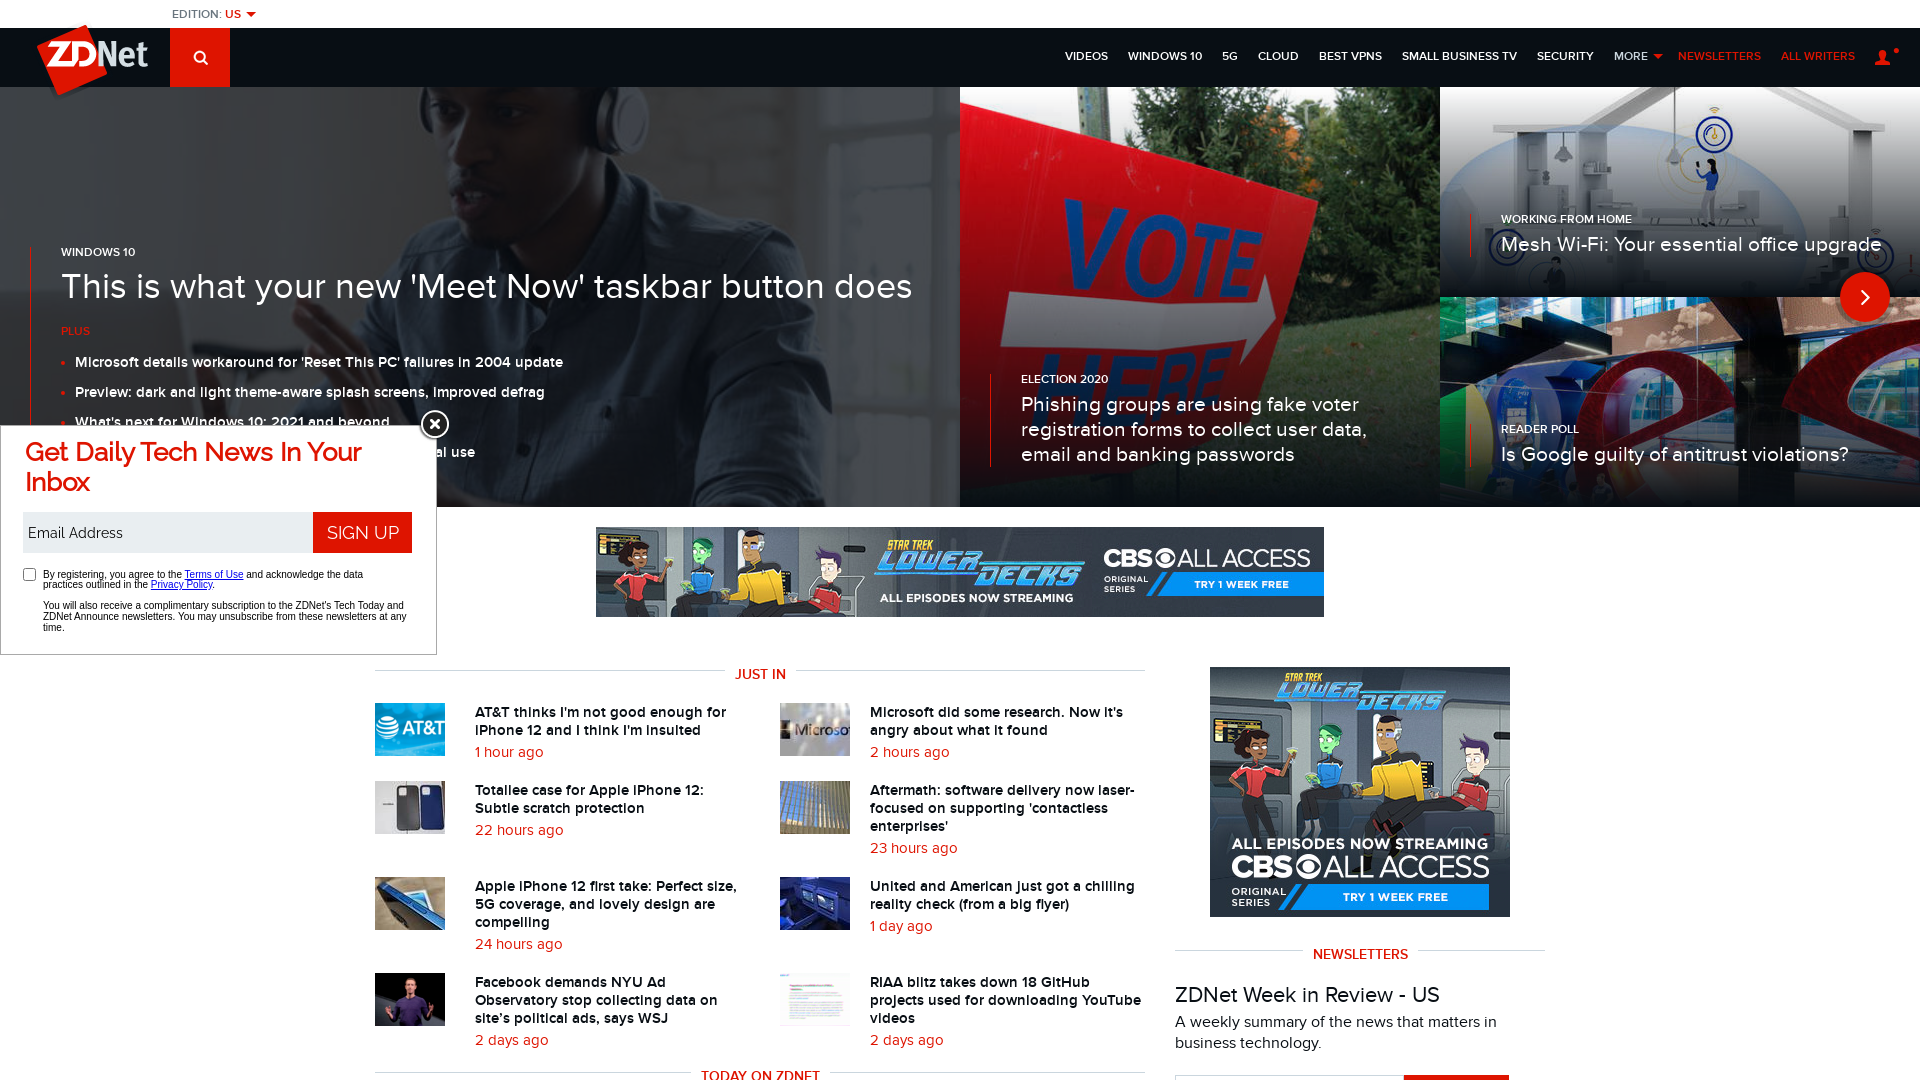 EDITION: US
ZDNet
VIDEOS WINDOWS 10 5G CLOUD BEST VPNS SMALL BUSINESS TV SECURITY MORE NEWSLETTERS ALL WRITERS
WINDOWS 10
This is what your new 'Meet Now' taskbar button does
PLUS
Microsoft details workaround for 'Reset This PC' failures in 2004 update
Preview: dark and light theme-aware splash screens, improved defrag
What's next for Windows 10: 2021 and beyond
al use
VOTE
HERE
ELECTION 2020
Phishing groups are using fake voter
registration forms to collect user data,
email and banking passwords
WORKING FROM HOME
Mesh Wi-Fi: Your essential office upgrade
READER POLL
Is Google guilty of antitrust violations?
Get Daily Tech News In Your
Inbox
Email Address
SIGN UP
By registering, you agree to the Terms of Use and acknowledge the data
practices outlined in the Privacy Policy.
You will also receive a complimentary subscription to the ZDNet's Tech Today and
ZDNet Announce newsletters. You may unsubscribe from these newsletters at any
time.
STAR TREK
LOWER DECKS
ALL EPISODES NOW STREAMING
CBS ALL ACCESS
ORIGINAL
SERIES
TRY 1 WEEK FREE
JUST IN
AT&T
AT&T thinks I'm not good enough for
iPhone 12 and I think I'm insulted
1 hour ago
Microsoft did some research. Now it's
angry about what it found
2 hours ago
Totallee case for Apple iPhone 12:
Subtle scratch protection
22 hours ago
Aftermath: software delivery now laser-
focused on supporting 'contactless
enterprises'
23 hours ago
Apple iPhone 12 first take: Perfect size,
5G coverage, and lovely design are
compelling
24 hours ago
United and American just got a chilling
reality check (from a big flyer)
1 day ago
Facebook demands NYU Ad
Observatory stop collecting data on
site's political ads, says WSJ
2 days ago
RIAA blitz takes down 18 GitHub
projects used for downloading YouTube
videos
2 days ago
TODAY ON ZDNET
STAR TREK
LOWER DECKS
ALL EPISODES NOW STREAMING
CBS ALL ACCESS
ORIGINAL
SERIES
TRY 1 WEEK FREE
NEWSLETTERS
ZDNet Week in Review - US
A weekly summary of the news that matters in
business technology.